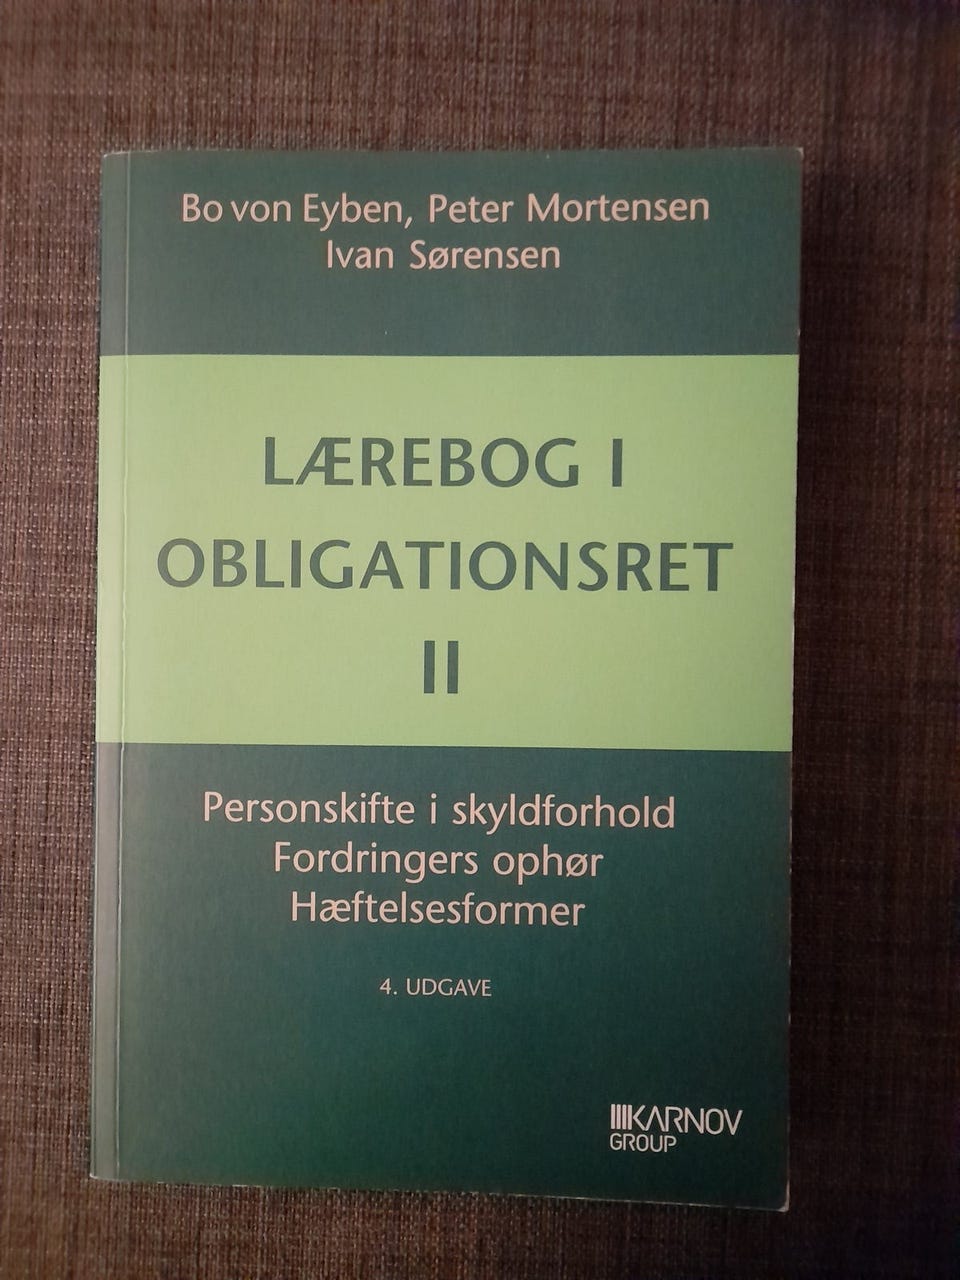 Bo von Eyben, Peter Mortensen
Ivan Sørensen
LÆREBOG I
OBLIGATIONSRET
II
Personskifte i skyldforhold
Fordringers ophør
Hæftelsesformer
4. UDGAVE
KARNOV
GROUP